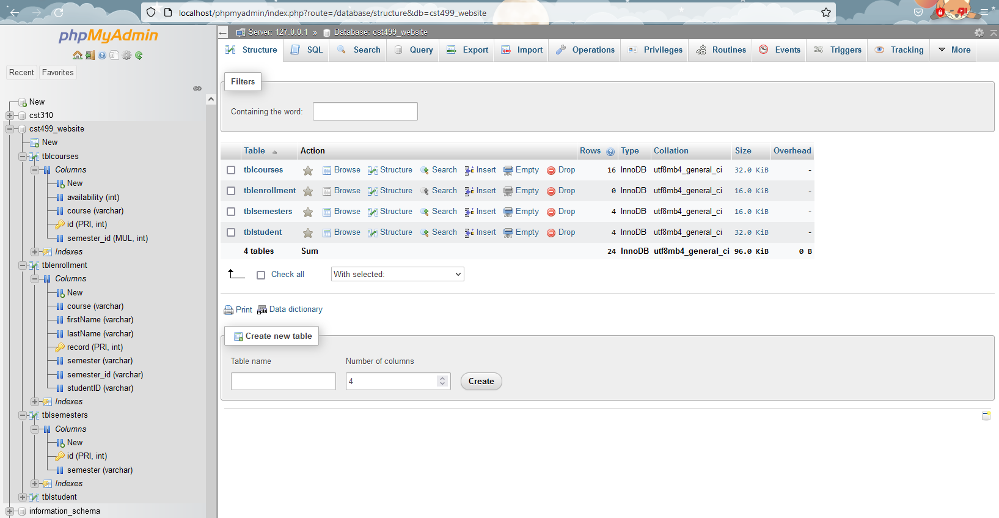 localhost/phpmyadmin/index.php?route=/database/structure&db=cst499_website
phpMyAdmin
Recent Favorites
New
cst310
cst499_website
New
tblcourses
Columns
New
availability (int)
course (varchar)
id (PRI, int)
semester_id (MUL, int)
Indexes
tblenrollment
Columns
New
course (varchar)
firstName (varchar)
lastName (varchar)
record (PRI, int)
semester (varchar)
semester_id (varchar)
studentID (varchar)
Indexes
tblsemesters
Columns
New
id (PRI, int)
semester (varchar)
Indexes
tblstudent
information_schema
Server: 127.0.0.1 » Database: cst499_website
Structure SQL Search Query Export Import Operations Privileges Routines Events Triggers Tracking More
Filters
Containing the word:
Table Action Rows Type Collation Size Overhead
tblcourses Browse Structure Search Insert Empty Drop 16 InnoDB utf8mb4_general_ci 32.0 KiB -
tblenrollment Browse Structure Search Insert Empty Drop 0 InnoDB utf8mb4_general_ci 16.0 KiB -
tblsemesters Browse Structure Search Insert Empty Drop 4 InnoDB utf8mb4_general_ci 16.0 KiB -
tblstudent Browse Structure Search Insert Empty Drop 4 InnoDB utf8mb4_general_ci 32.0 KiB -
4 tables Sum 24 InnoDB utf8mb4_general_ci 96.0 KiB 0 B
Check all With selected:
Print Data dictionary
Create new table
Table name Number of columns
4 Create